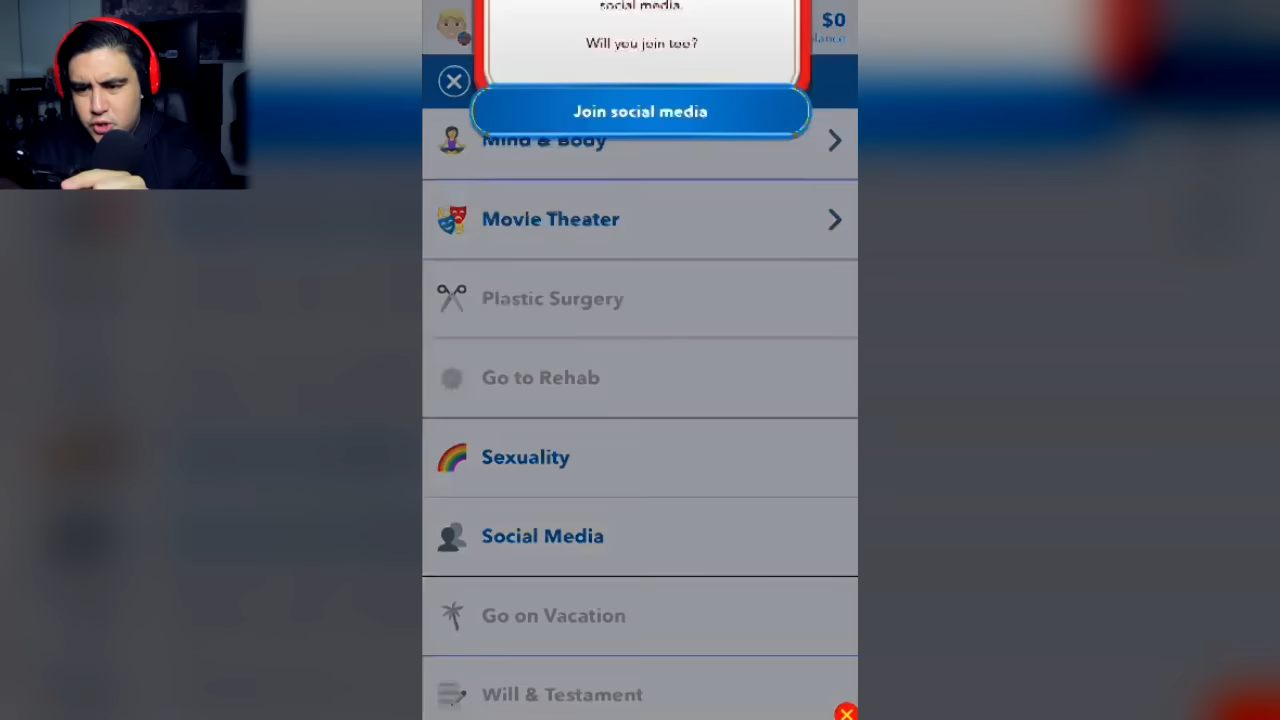 social media.
$0
Will you join too?
Join social media
Mind & Body
Movie Theater
Plastic Surgery
Go to Rehab
Sexuality
Social Media
Go on Vacation
Will & Testament